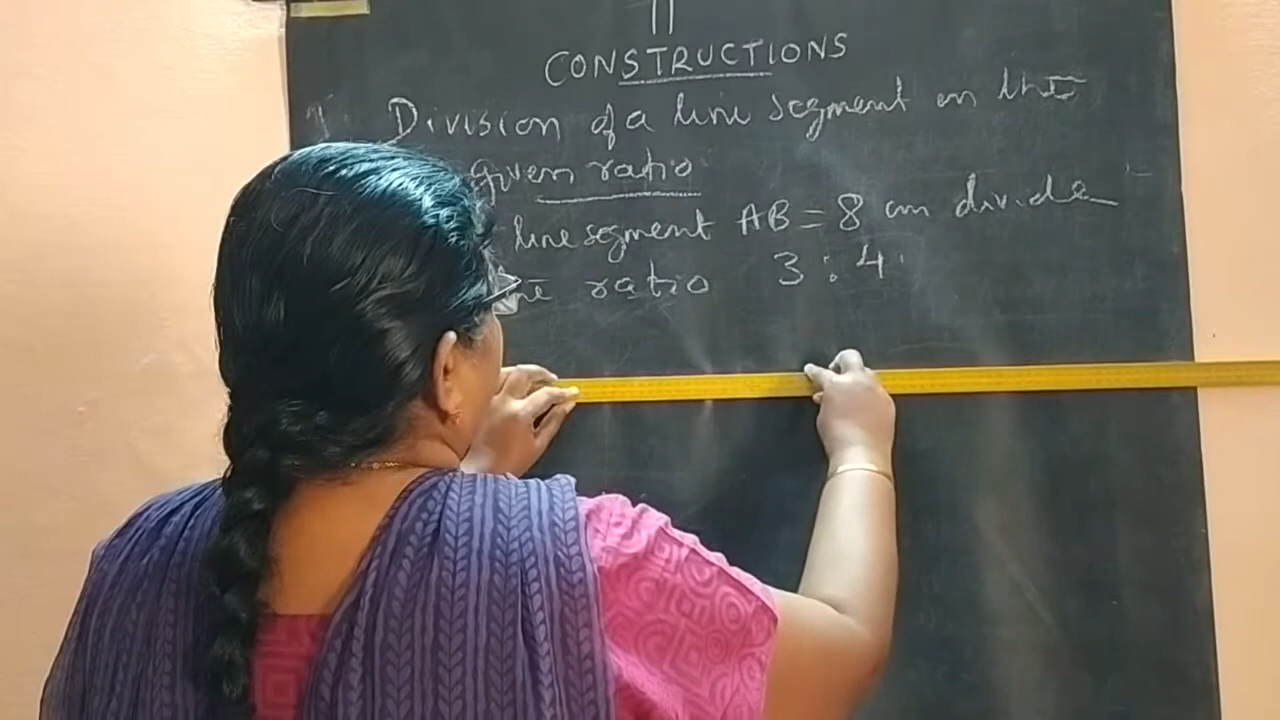 11
CONSTRUCTIONS
Division of a line segment in the
given ratio
line segment AB = 8 cm divide
ratio 3 : 4